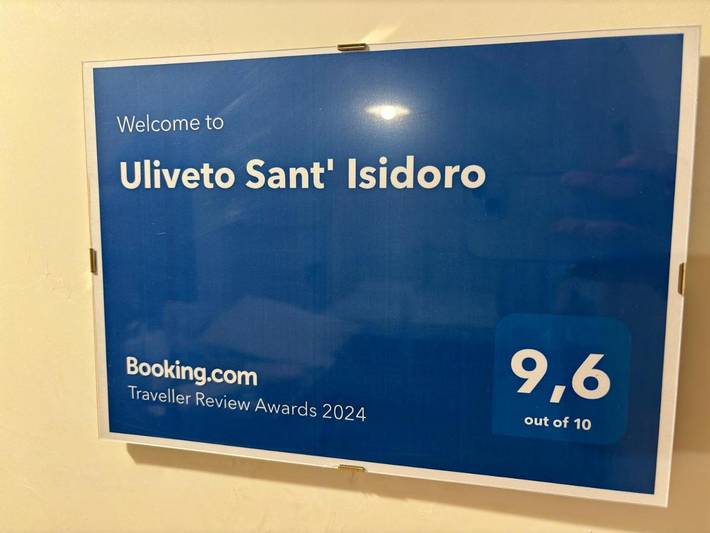 Welcome to
Uliveto Sant' Isidoro
Booking.com
Traveller Review Awards 2024
9,6
out of 10